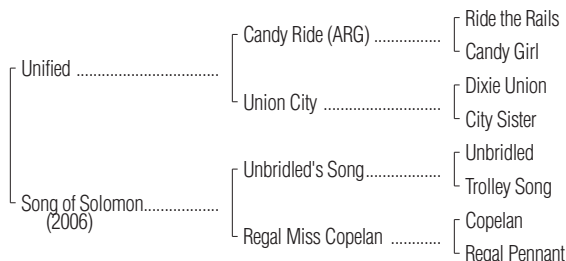 Ride the Rails
Candy Ride (ARG) ................
Candy Girl
Unified ..................................
Dixie Union
Union City ............................
City Sister
Unbridled
Unbridled's Song..................
Trolley Song
Song of Solomon..................
(2006)
Copelan
Regal Miss Copelan ............
Regal Pennant